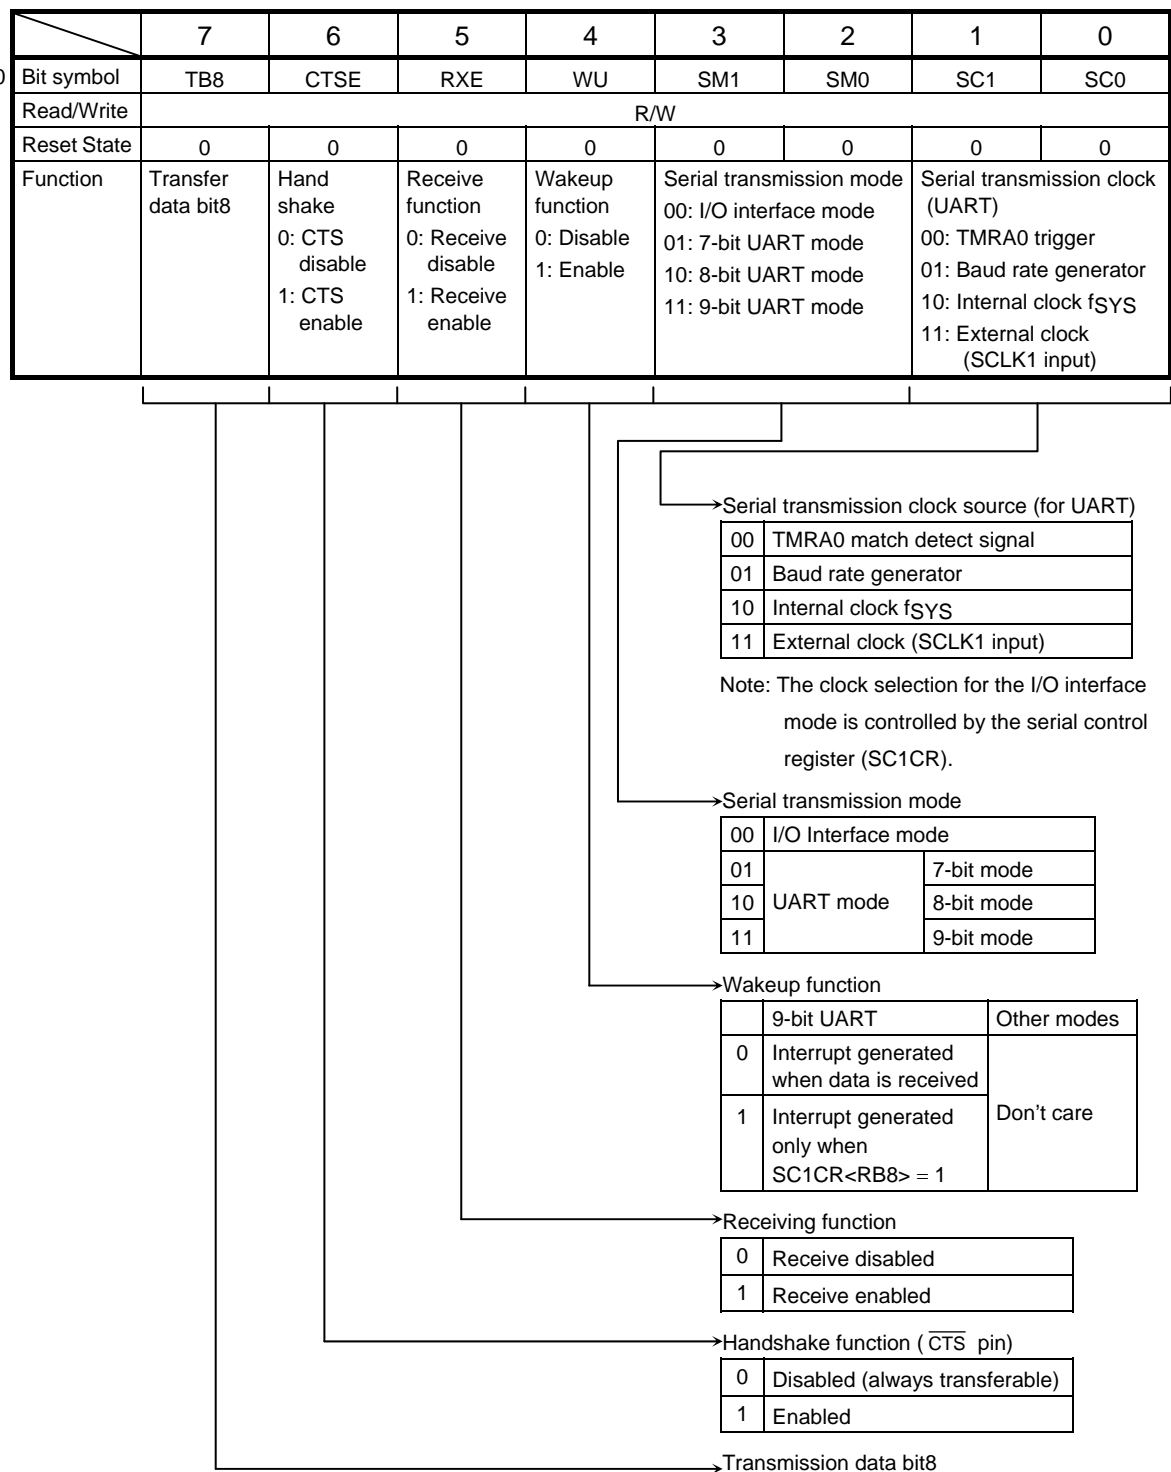 7 6 5 4 3 2 1 0
0 Bit symbol TB8 CTSE RXE WU SM1 SM0 SC1 SC0
Read/Write R/W
Reset State 0 0 0 0 0 0 0 0
Function
Transfer
data bit8
Hand
shake
0: CTS
disable
1: CTS
enable
Receive
function
0: Receive
disable
1: Receive
enable
Wakeup
function
0: Disable
1: Enable
Serial transmission mode
00: I/O interface mode
01: 7-bit UART mode
10: 8-bit UART mode
11: 9-bit UART mode
Serial transmission clock
(UART)
00: TMRA0 trigger
01: Baud rate generator
10: Internal clock fSYS
11: External clock
(SCLK1 input)
Serial transmission clock source (for UART)
00 TMRA0 match detect signal
01 Baud rate generator
10 Internal clock fSYS
11 External clock (SCLK1 input)
Note: The clock selection for the I/O interface
mode is controlled by the serial control
register (SC1CR).
Serial transmission mode
00 I/O Interface mode
01 7-bit mode
10 UART mode 8-bit mode
11 9-bit mode
Wakeup function
9-bit UART Other modes
0 Interrupt generated
when data is received
1 Interrupt generated
only when
SC1CR<RB8> = 1
Don't care
Receiving function
0 Receive disabled
1 Receive enabled
Handshake function ( C̅T̅S̅ pin)
0 Disabled (always transferable)
1 Enabled
Transmission data bit8